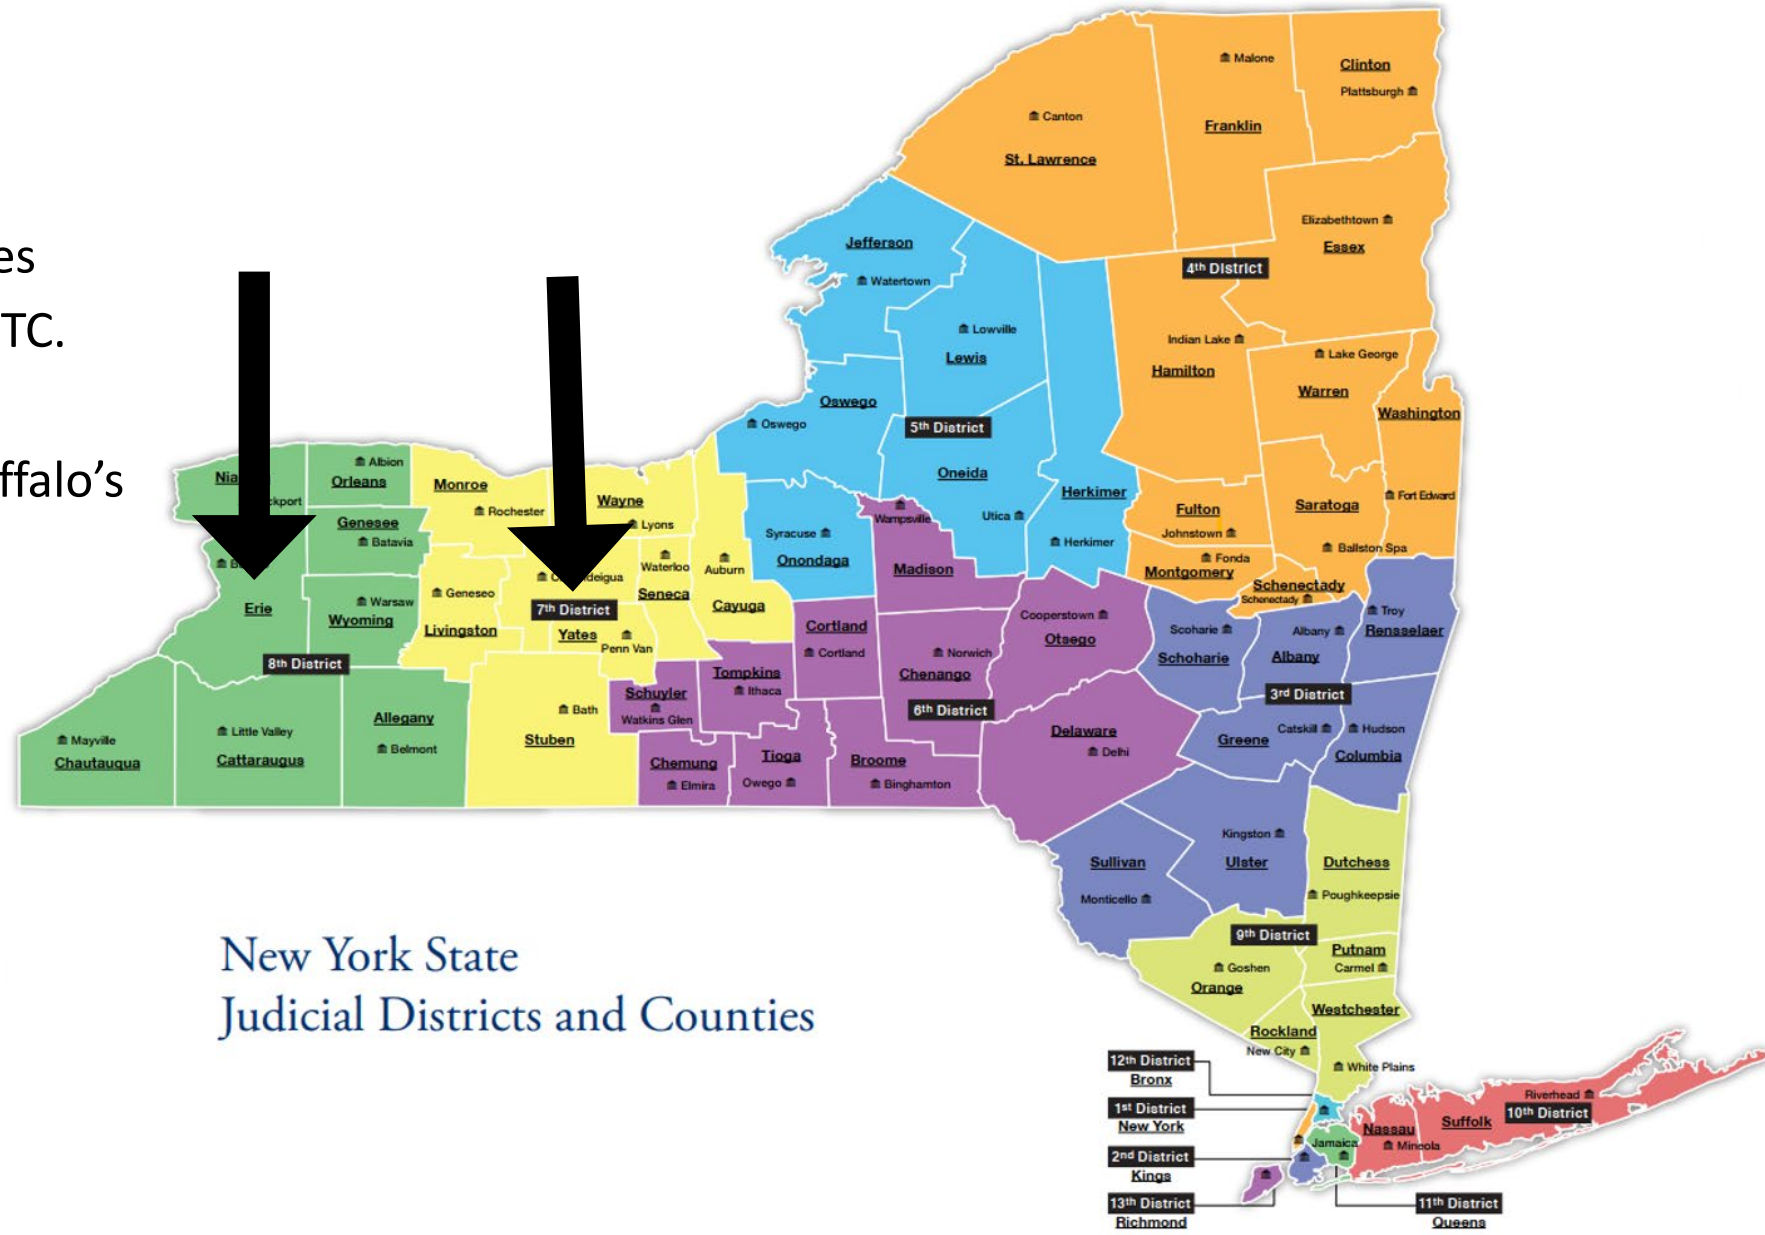 es
TC.
ffalo’s
Malone
Clinton
Plattsburgh
Canton
Franklin
St. Lawrence
Elizabethtown
Essex
Jefferson
4th District
Watertown
Lowville
Indian Lake
Lewis
Lake George
Hamilton
Warren
Oswego
Washington
Oswego
5th District
Albion
Orleans
Monroe
Oneida
Herkimer
Fort Edward
Wayne
Saratoga
Rochester
Fulton
Lyons
Wampsville
Utica
Genesee
Johnstown
Syracuse
Batavia
Herkimer
Ballston Spa
Onondaga
Fonda
Waterloo
Auburn
Madison
Montgomery
Schenectady
Schenectady
Geneseo
Seneca
Warsaw
Cayuga
Erie
7th District
Cooperstown
Troy
Wyoming
Livingston
Yates
Cortland
Otsego
Scoharie
Albany
Rensselaer
Penn Van
Cortland
Norwich
Schoharie
Albany
8th District
Tompkins
Chenango
Ithaca
Schuyler
3rd District
Watkins Glen
6th District
Bath
Allegany
Little Valley
Delaware
Catskill
Hudson
Mayville
Stuben
Greene
Belmont
Delhi
Chautauqua
Cattaraugus
Chemung
Tioga
Broome
Columbia
Elmira
Owego
Binghamton
Kingston
Sullivan
Ulster
Dutchess
Monticello
Poughkeepsie
9th District
New York State
Putnam
Goshen
Carmel
Orange
Judicial Districts and Counties
Westchester
Rockland
New City
12th District
White Plains
Bronx
Riverhead
1st District
10th District
New York
Suffolk
Nassau
Jamaica
Mineola
2nd District
Kings
13th District
11th District
Richmond
Queens